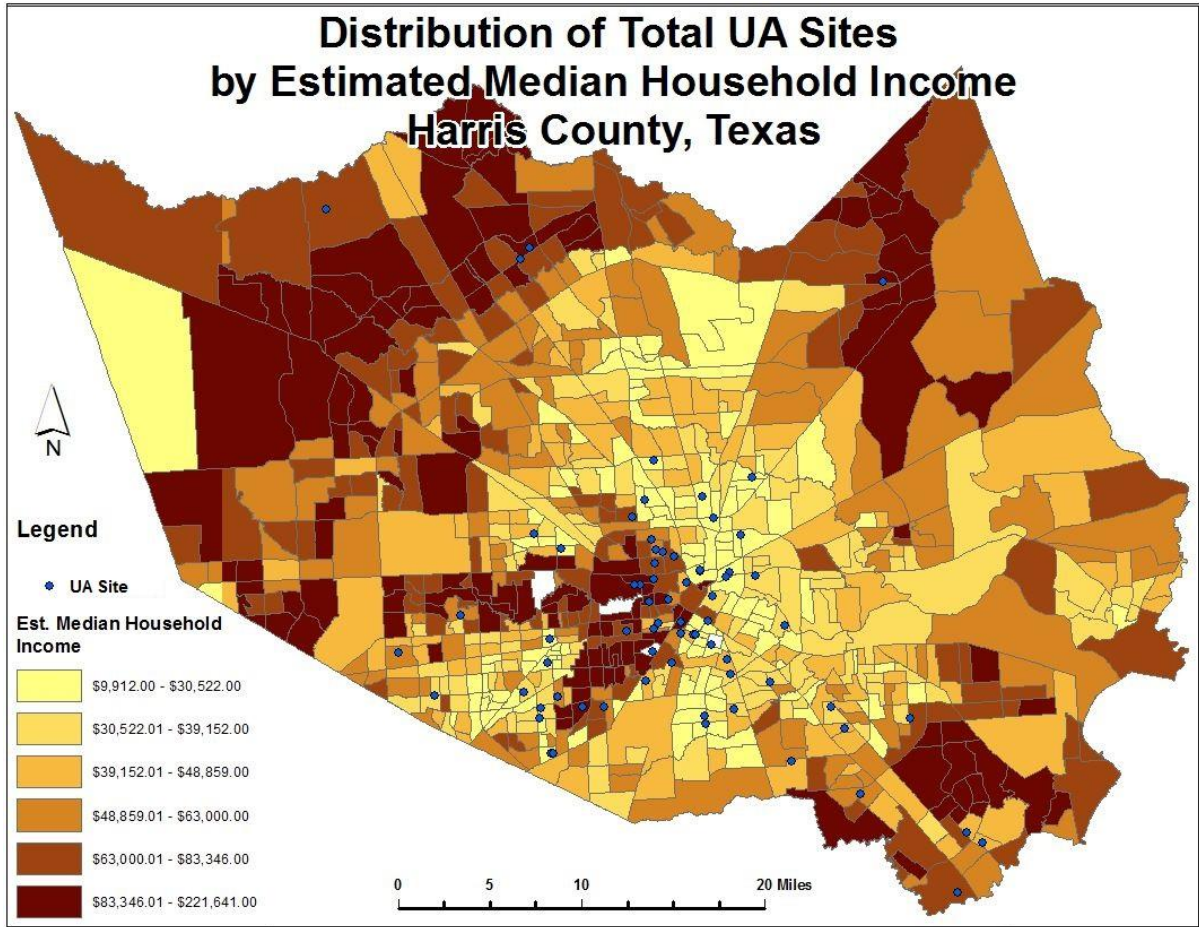 Distribution of Total UA Sites
by Estimated Median Household Income
Harris County, Texas
N
Legend
UA Site
Est. Median Household
Income
$9,912.00 - $30,522.00
$30,522.01 - $39,152.00
$39,152.01 - $48,859.00
$48,859.01 - $63,000.00
$63,000.01 - $83,346.00
$83,346.01 - $221,641.00
0 5 10 20 Miles